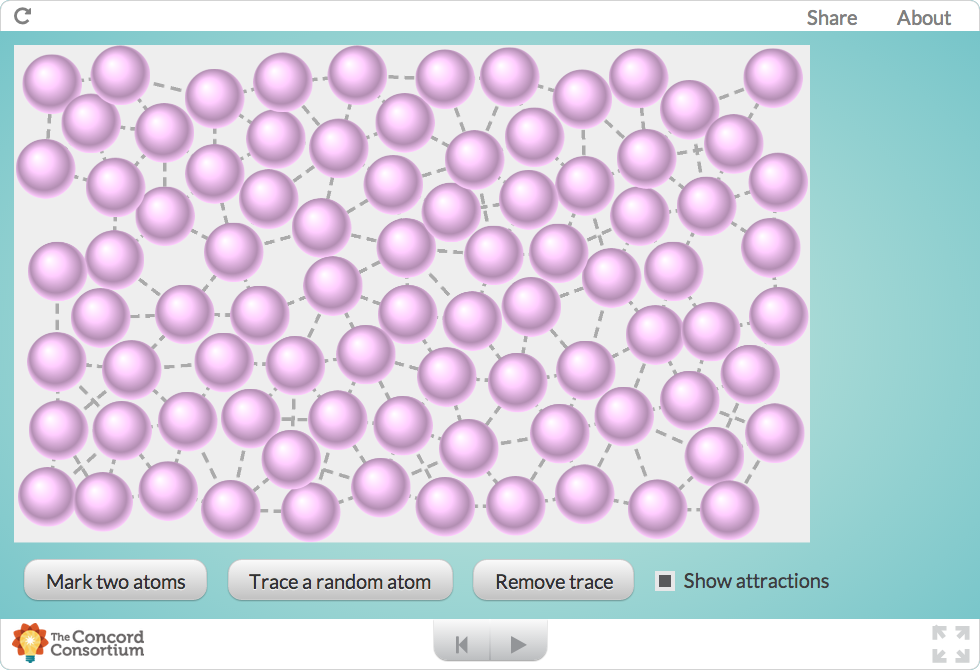 Share About
Mark two atoms Trace a random atom Remove trace Show attractions
The Concord
Consortium